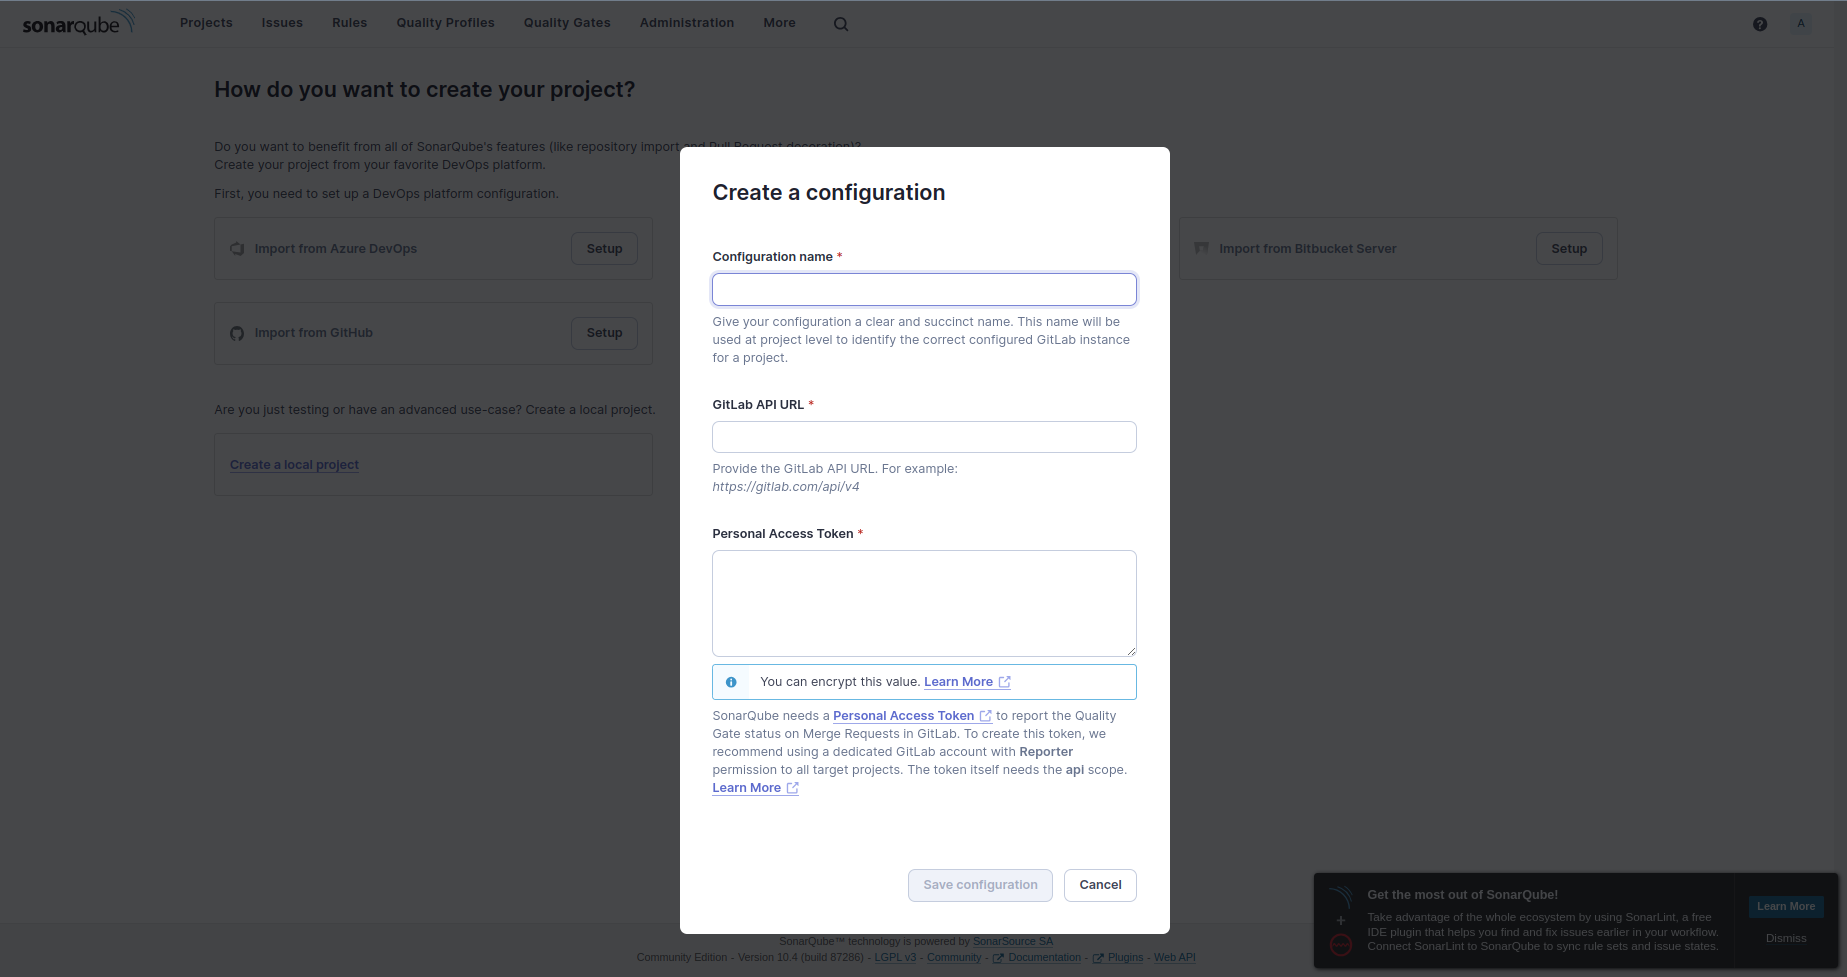 sonarqube
Projects Issues Rules Quality Profiles Quality Gates Administration More
A
How do you want to create your project?
Do you want to benefit from all of SonarQube's features (like repository import and Pull Request decoration)?
Create your project from your favorite DevOps platform.
First, you need to set up a DevOps platform configuration.
Import from Azure DevOps Setup
Import from Bitbucket Server Setup
Import from GitHub Setup
Are you just testing or have an advanced use-case? Create a local project.
Create a local project
Create a configuration
Configuration name *
Give your configuration a clear and succinct name. This name will be
used at project level to identify the correct configured GitLab instance
for a project.
GitLab API URL *
Provide the GitLab API URL. For example:
https://gitlab.com/api/v4
Personal Access Token *
You can encrypt this value. Learn More
SonarQube needs a Personal Access Token to report the Quality
Gate status on Merge Requests in GitLab. To create this token, we
recommend using a dedicated GitLab account with Reporter
permission to all target projects. The token itself needs the api scope.
Learn More
Save configuration Cancel
Get the most out of SonarQube!
Take advantage of the whole ecosystem by using SonarLint, a free
IDE plugin that helps you find and fix issues earlier in your workflow.
Connect SonarLint to SonarQube to sync rule sets and issue states.
Learn More
Dismiss
SonarQube™ technology is powered by SonarSource SA
Community Edition - Version 10.4 (build 87286) - LGPL v3 - Community - Documentation - Plugins - Web API